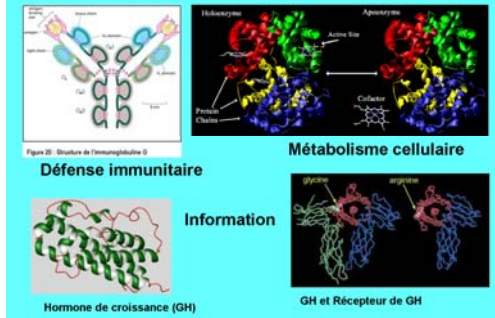 Holoenzyme
Apoenzyme
Active Site
Protein
Chains
Cofactor
Figure 20 : Structure de l'immunoglobuline G
Défense immunitaire
Métabolisme cellulaire
Information
glycine
arginine
Hormone de croissance (GH)
GH et Récepteur de GH